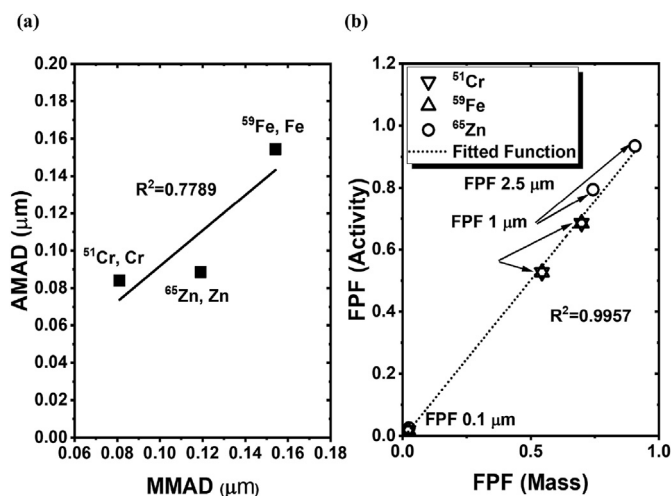 (a)
(b)
0.20
0.18
0.16
0.14
0.12
0.10
0.08
0.06
0.04
0.02
0.00
AMAD (μm)
⁵⁹Fe, Fe
R²=0.7789
⁵¹Cr, Cr
⁶⁵Zn, Zn
0.06 0.08 0.10 0.12 0.14 0.16 0.18
MMAD (μm)
1.2
1.0
0.8
0.6
0.4
0.2
0.0
FPF (Activity)
⁵¹Cr
⁵⁹Fe
⁶⁵Zn
Fitted Function
FPF 2.5 μm
FPF 1 μm
R²=0.9957
FPF 0.1 μm
0.0 0.5 1.0
FPF (Mass)